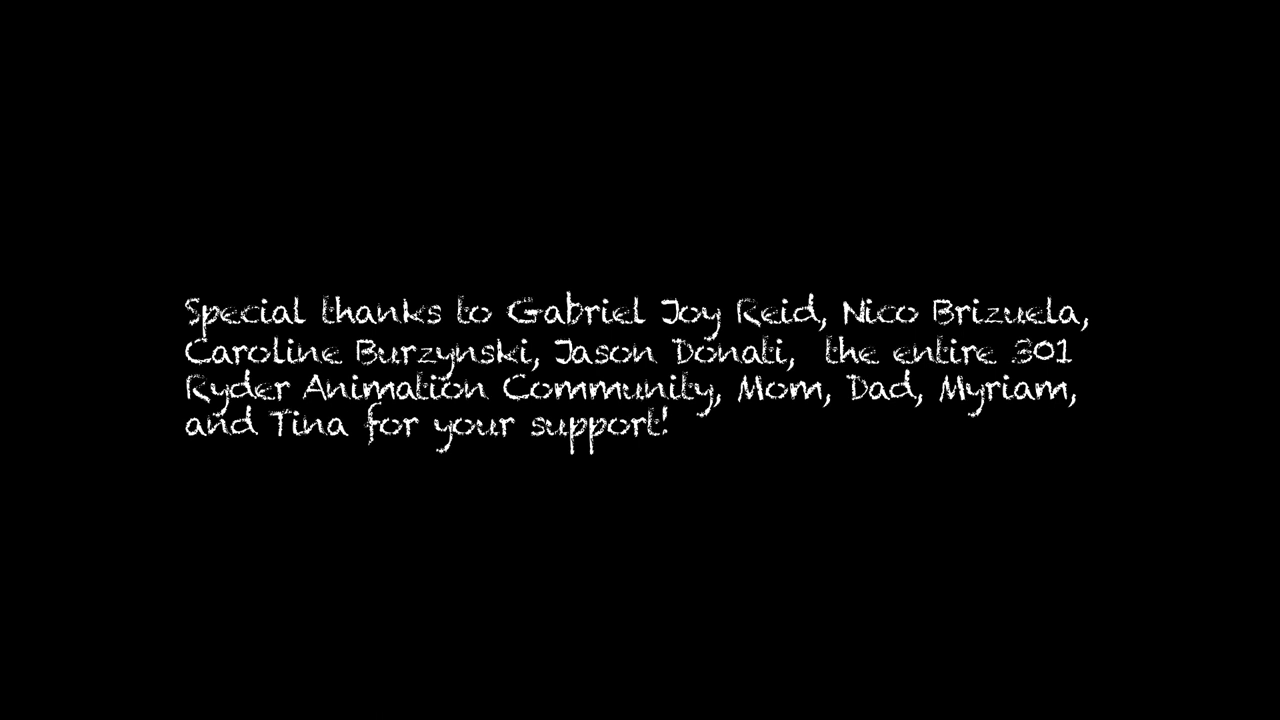 Special thanks to Gabriel Joy Reid, Nico Brizuela,
Caroline Burzynski, Jason Donati,  the entire 301
Ryder Animation Community, Mom, Dad, Myriam,
and Tina for your support!